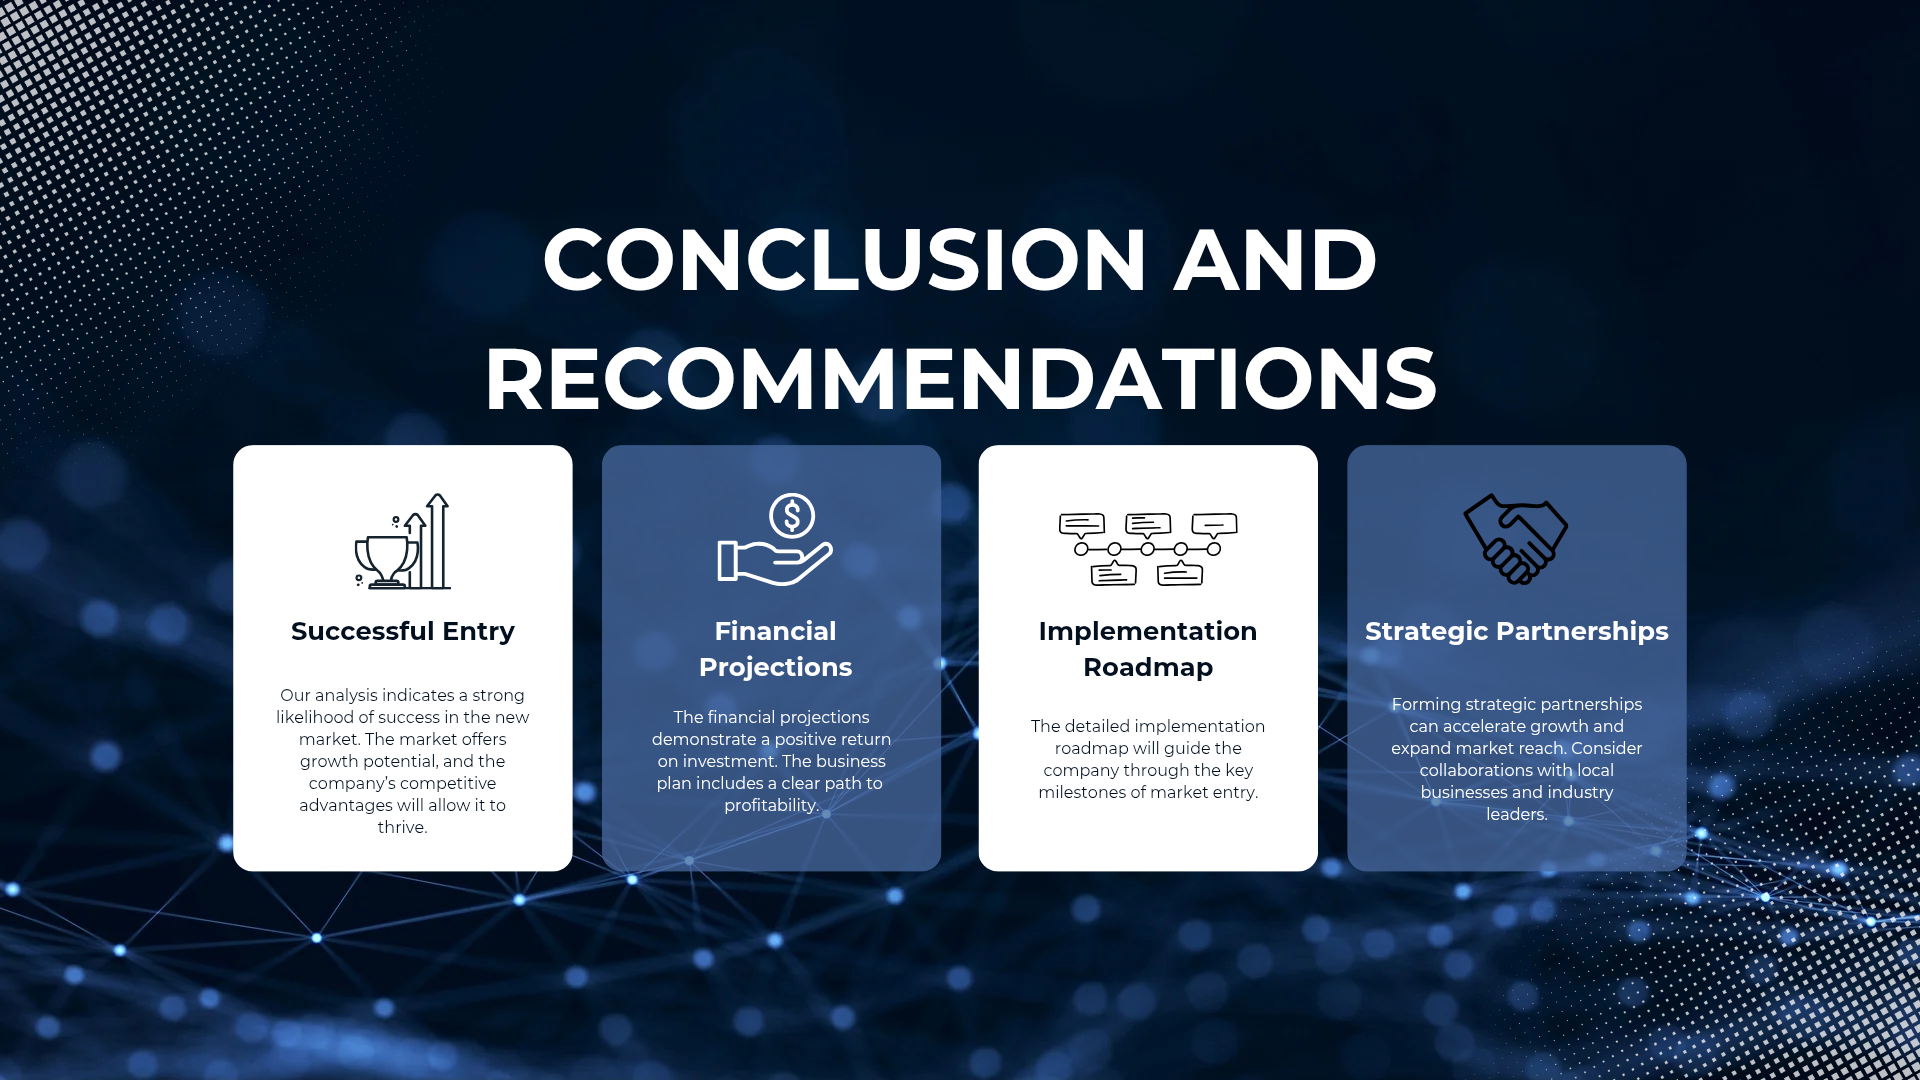 CONCLUSION AND
RECOMMENDATIONS
Successful Entry
Our analysis indicates a strong
likelihood of success in the new
market. The market offers
growth potential, and the
company's competitive
advantages will allow it to
thrive.
Financial
Projections
The financial projections
demonstrate a positive return
on investment. The business
plan includes a clear path to
profitability.
Implementation
Roadmap
The detailed implementation
roadmap will guide the
company through the key
milestones of market entry.
Strategic Partnerships
Forming strategic partnerships
can accelerate growth and
expand market reach. Consider
collaborations with local
businesses and industry
leaders.